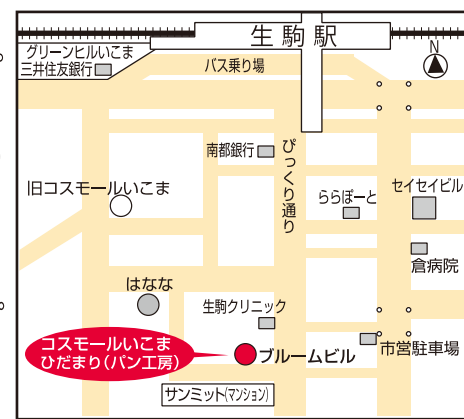 生駒駅
N
グリーンヒルいこま
三井住友銀行
バス乗り場
南都銀行
ぴっくり通り
旧コスモールいこま
ららぽーと
セイセイビル
倉病院
はなな
生駒クリニック
コスモールいこま
ひだまり(パン工房)
ブルームビル
市営駐車場
サンミット(マンション)